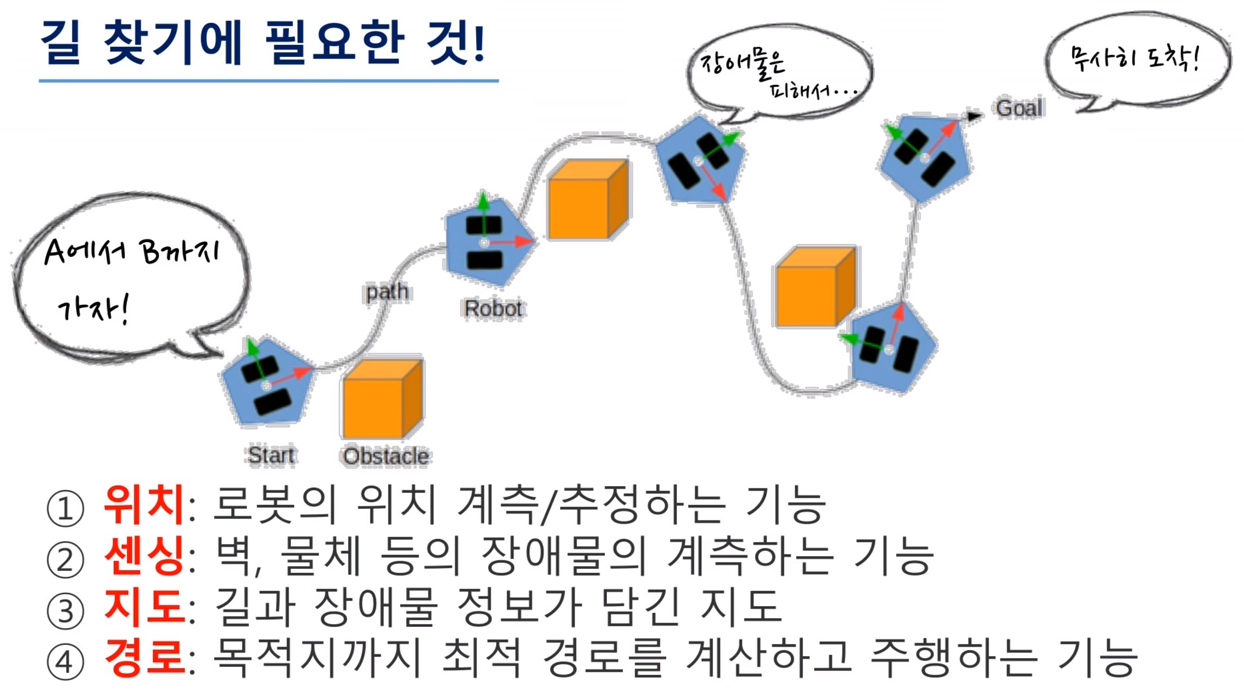 길 찾기에 필요한 것!
장애물은
피해서...
무사히 도착!
Goal
A에서 B까지
가자!
path
Robot
Start
Obstacle
① 위치: 로봇의 위치 계측/추정하는 기능
② 센싱: 벽, 물체 등의 장애물의 계측하는 기능
③ 지도: 길과 장애물 정보가 담긴 지도
④ 경로: 목적지까지 최적 경로를 계산하고 주행하는 기능